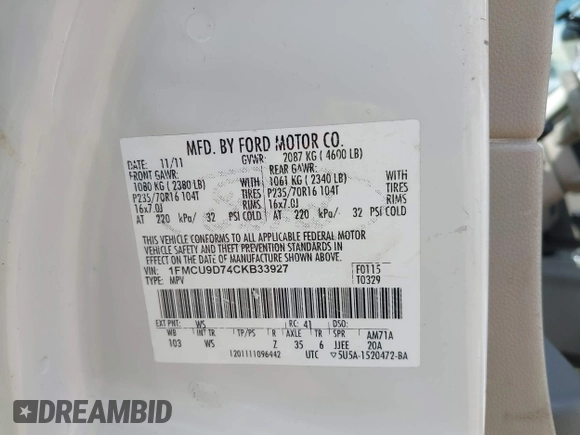 MFD. BY FORD MOTOR CO.
DATE: 11/11 GVWR: 2087 KG ( 4600 LB)
FRONT GAWR: REAR GAWR:
1080 KG ( 2380 LB) WITH 1061 KG ( 2340 LB) WITH
P235/70R16 104T TIRES P235/70R16 104T TIRES
16x7.0J RIMS 16x7.0J RIMS
AT 220 kPa/ 32 PSI COLD AT 220 kPa/ 32 PSI COLD
THIS VEHICLE CONFORMS TO ALL APPLICABLE FEDERAL MOTOR
VEHICLE SAFETY AND THEFT PREVENTION STANDARDS IN
EFFECT ON THE DATE OF MANUFACTURE SHOWN ABOVE.
VIN: 1FMCU9D74CKB33927 F0115
TYPE: MPV T0329
EXT PNT: WS RC: 41
WB INT TR TP/PS R AXLE TR SPR AM71A
103 WS Z 35 6 JJEE 20A
1201111096442 UTC ▽5U5A-1520472-BA
DREAMBID